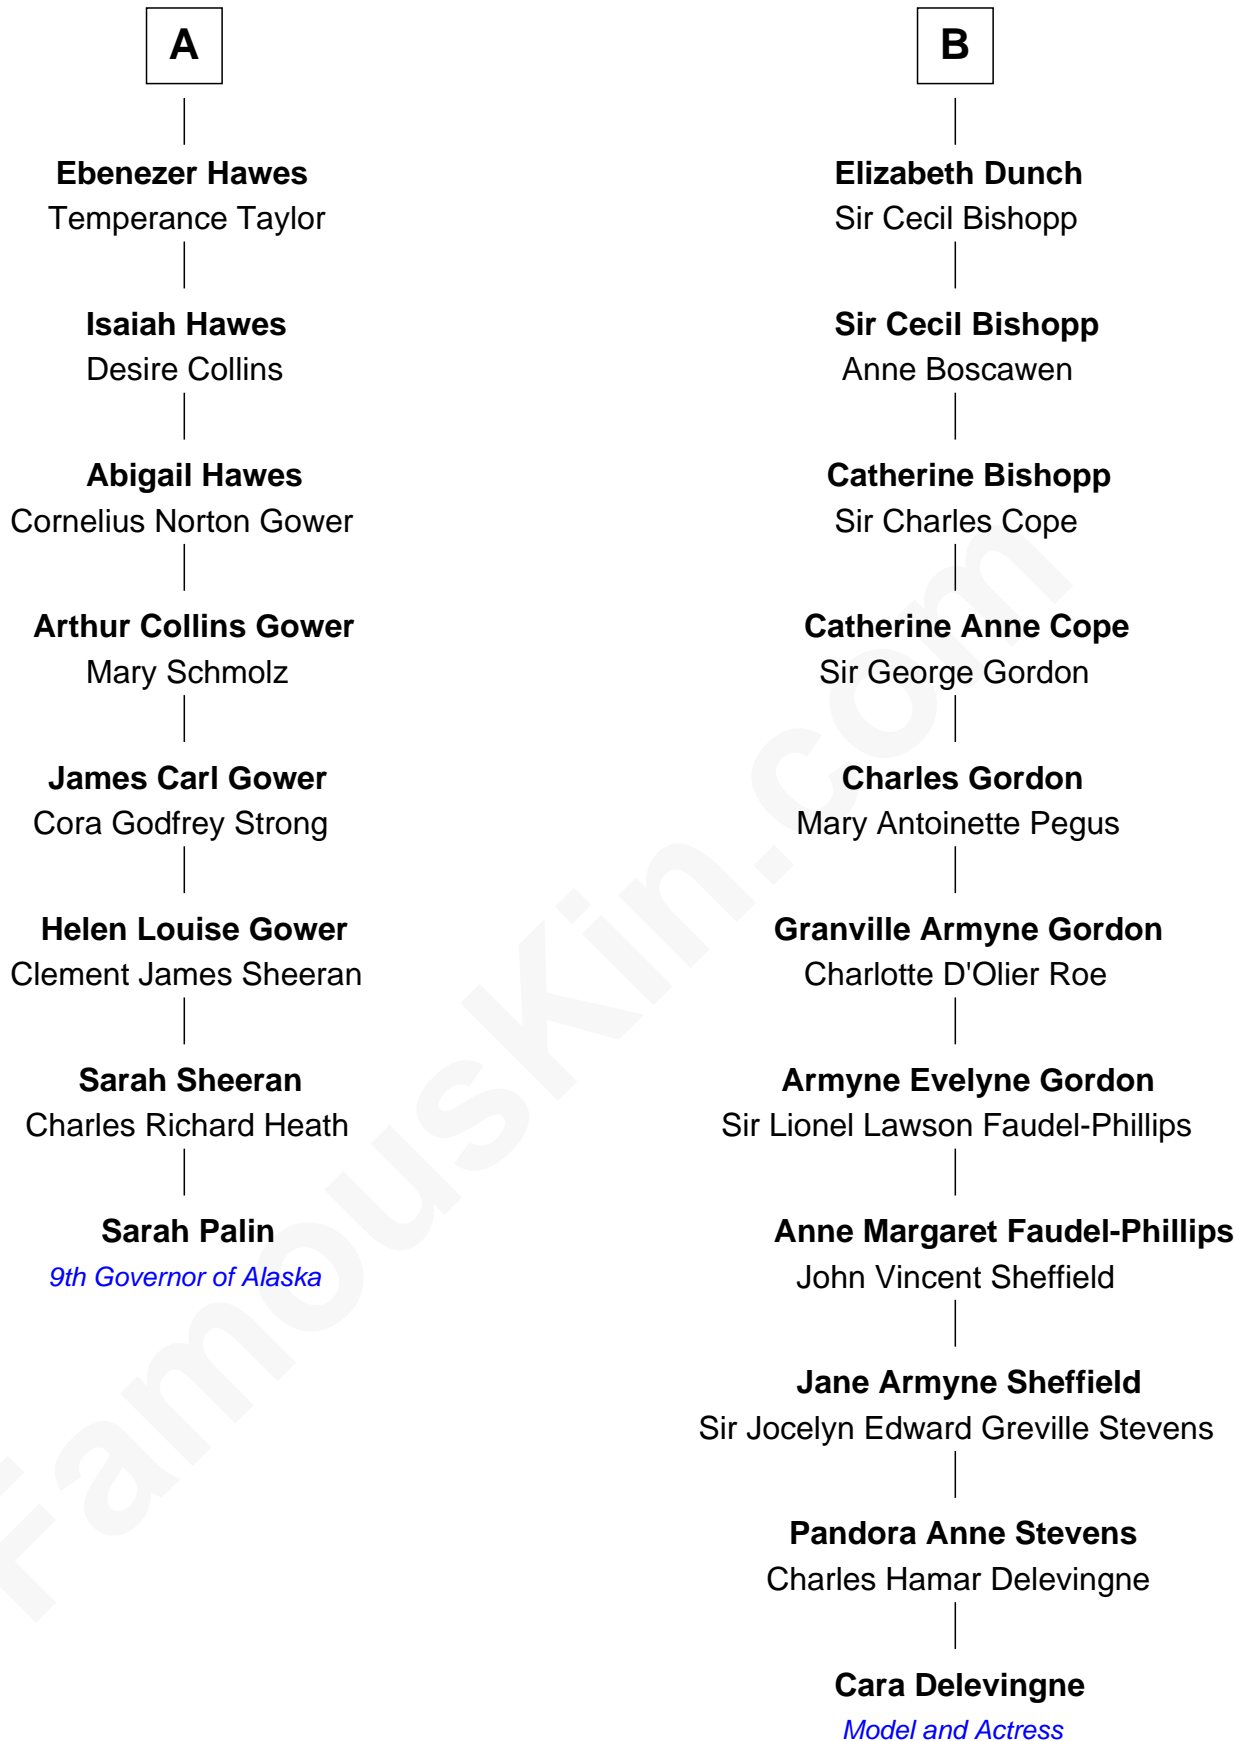 A
Ebenezer Hawes
Temperance Taylor
Isaiah Hawes
Desire Collins
Abigail Hawes
Cornelius Norton Gower
Arthur Collins Gower
Mary Schmolz
James Carl Gower
Cora Godfrey Strong
Helen Louise Gower
Clement James Sheeran
Sarah Sheeran
Charles Richard Heath
Sarah Palin
9th Governor of Alaska
B
Elizabeth Dunch
Sir Cecil Bishopp
Sir Cecil Bishopp
Anne Boscawen
Catherine Bishopp
Sir Charles Cope
Catherine Anne Cope
Sir George Gordon
Charles Gordon
Mary Antoinette Pegus
Granville Armyne Gordon
Charlotte D'Olier Roe
Armyne Evelyne Gordon
Sir Lionel Lawson Faudel-Phillips
Anne Margaret Faudel-Phillips
John Vincent Sheffield
Jane Armyne Sheffield
Sir Jocelyn Edward Greville Stevens
Pandora Anne Stevens
Charles Hamar Delevingne
Cara Delevingne
Model and Actress
FamousKin.com